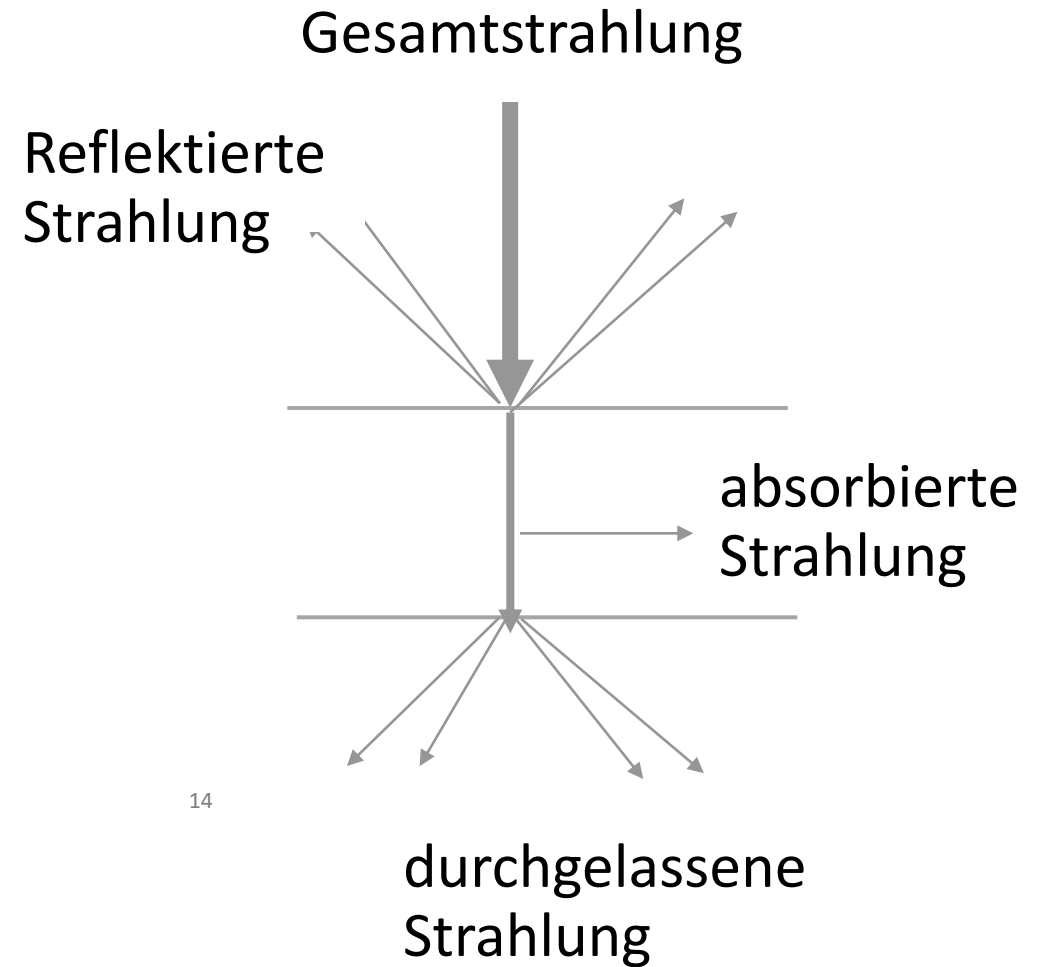 Gesamtstrahlung
Reflektierte
Strahlung
absorbierte
Strahlung
14
durchgelassene
Strahlung